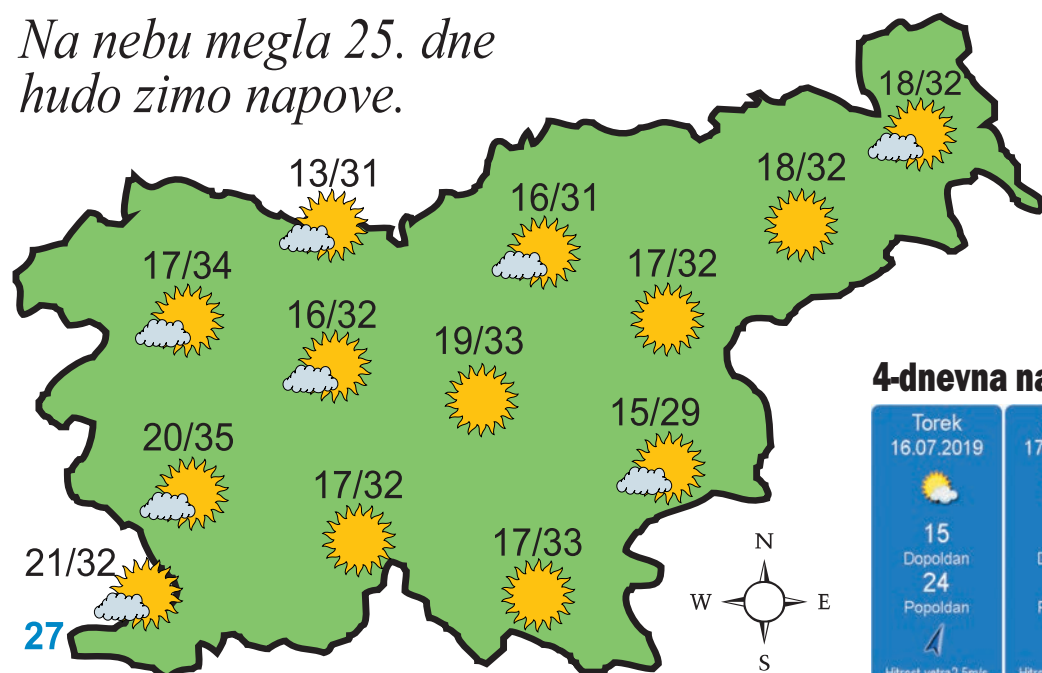 Na nebu megla 25. dne
hudo zimo napove.
18/32
13/31
18/32
16/31
17/34
17/32
16/32
19/33
15/29
20/35
17/32
17/33
21/32
27
N
W E
S
4-dnevna na
Torek
16.07.2019
15
Dopoldan
24
Popoldan
17